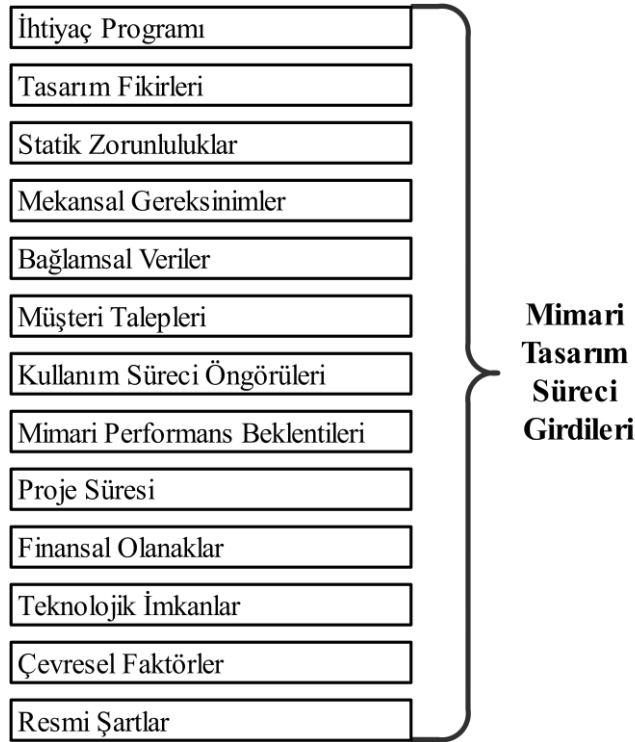 İhtiyaç Programı
Tasarım Fikirleri
Statik Zorunluluklar
Mekansal Gereksinimler
Bağlamsal Veriler
Müşteri Talepleri
Kullanım Süreci Öngörüleri
Mimari Performans Beklentileri
Proje Süresi
Finansal Olanaklar
Teknolojik İmkanlar
Çevresel Faktörler
Resmi Şartlar
Mimari
Tasarım
Süreci
Girdileri